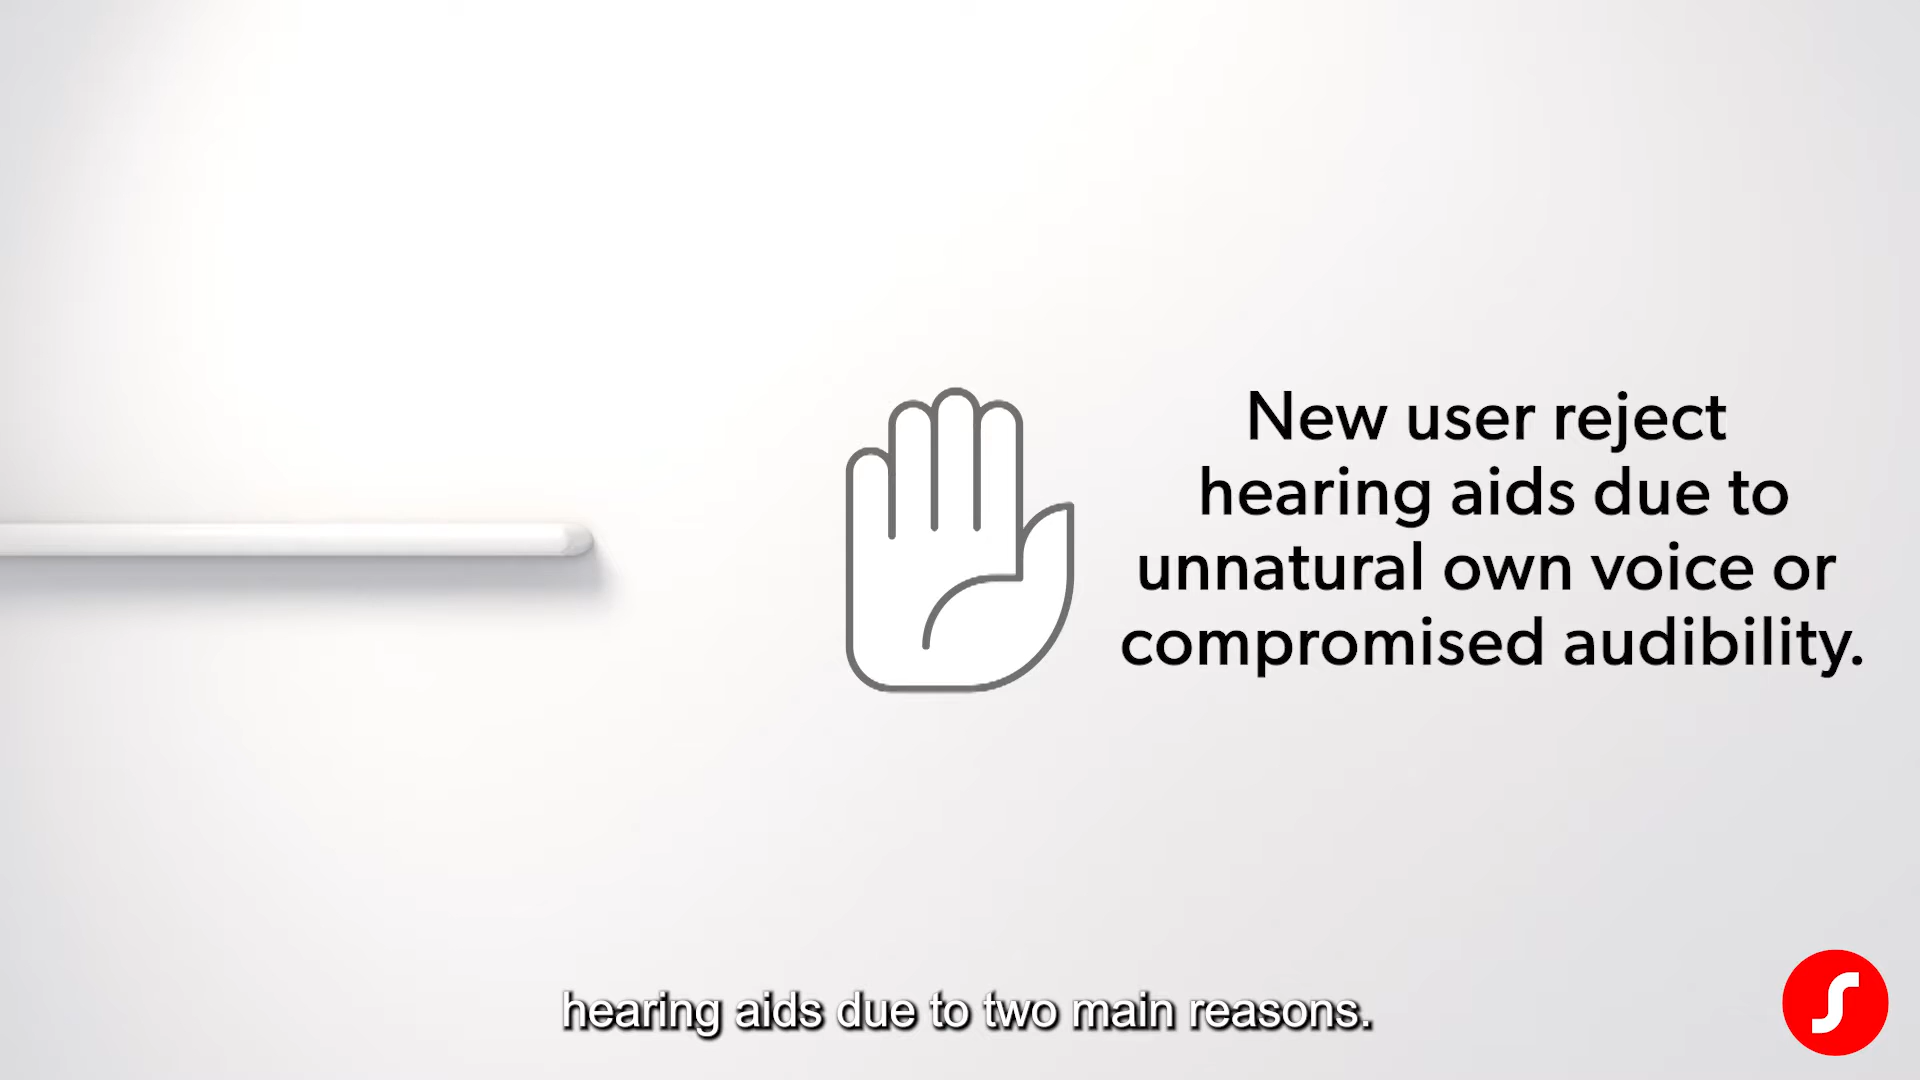 New user reject
hearing aids due to
unnatural own voice or
compromised audibility.
hearing aids due to two main reasons.